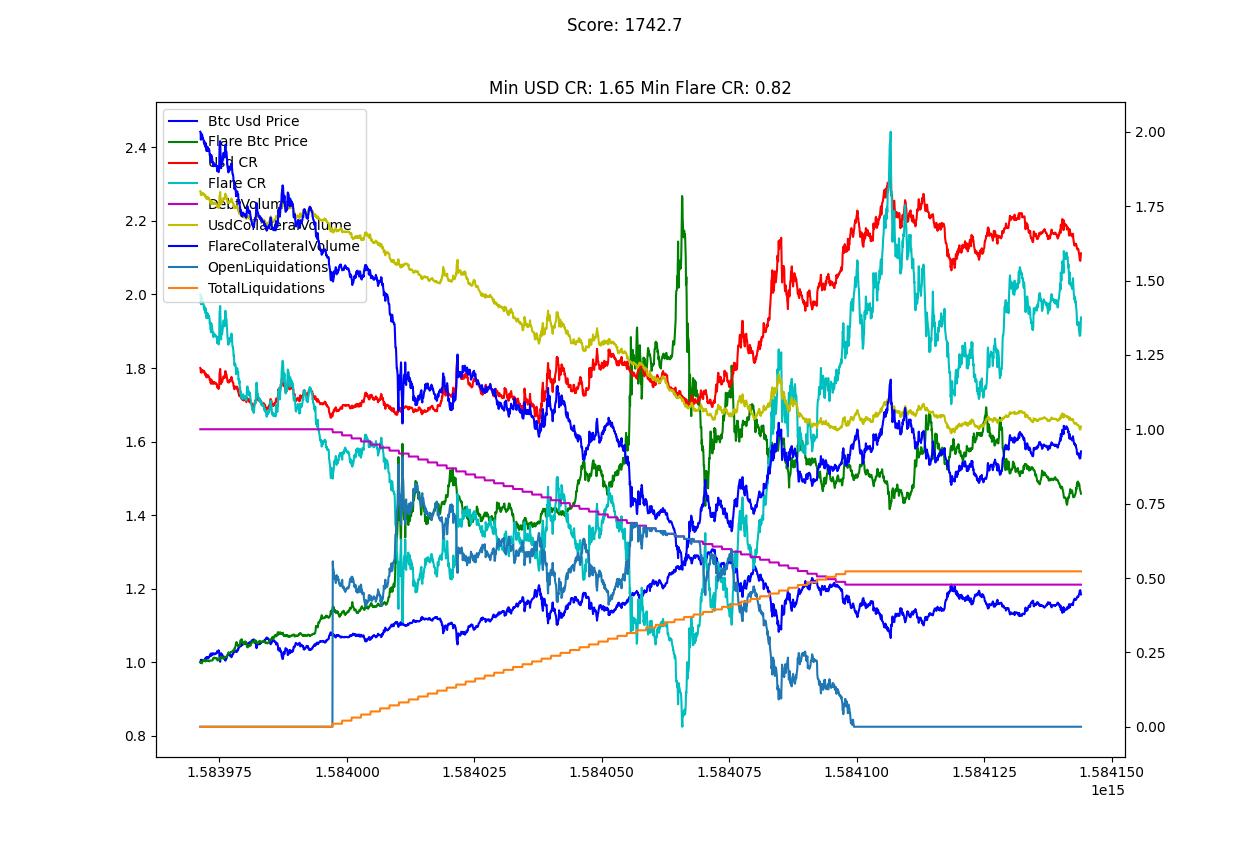 Score: 1742.7
Min USD CR: 1.65 Min Flare CR: 0.82
Btc Usd Price
Flare Btc Price
Usd CR
Flare CR
DebtVolume
UsdCollateralVolume
FlareCollateralVolume
OpenLiquidations
TotalLiquidations
2.4
2.2
2.0
1.8
1.6
1.4
1.2
1.0
0.8
2.00
1.75
1.50
1.25
1.00
0.75
0.50
0.25
0.00
1.583975 1.584000 1.584025 1.584050 1.584075 1.584100 1.584125 1.584150
1e15